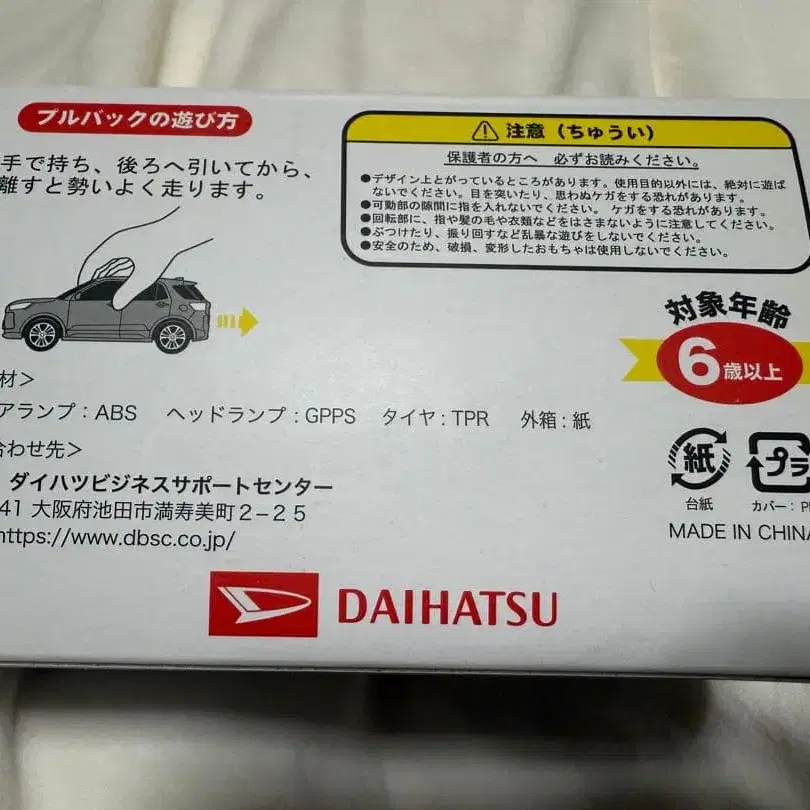 プルバックの遊び方
手で持ち、後ろへ引いてから、
離すと勢いよく走ります。
⚠ 注意（ちゅうい）
保護者の方へ 必ずお読みください。
●デザイン上とがっているところがあります。使用目的以外には、絶対に遊ば
ないでください。目を突いたり、思わぬケガをする恐れがあります。
●可動部の隙間に指を入れないでください。ケガをする恐れがあります。
●回転部に、指や髪の毛や衣類などをはさまないように注意してください。
●ぶつけたり、振り回すなど乱暴な遊びをしないでください。
●安全のため、破損、変形したおもちゃは使用しないでください。
対象年齢
6歳以上
材＞
アランプ：ABS ヘッドランプ：GPPS タイヤ：TPR 外箱：紙
合わせ先＞
ダイハツビジネスサポートセンター
41 大阪府池田市満寿美町2-25
https://www.dbsc.co.jp/
紙
プラ
台紙
カバー：P
MADE IN CHINA
DAIHATSU